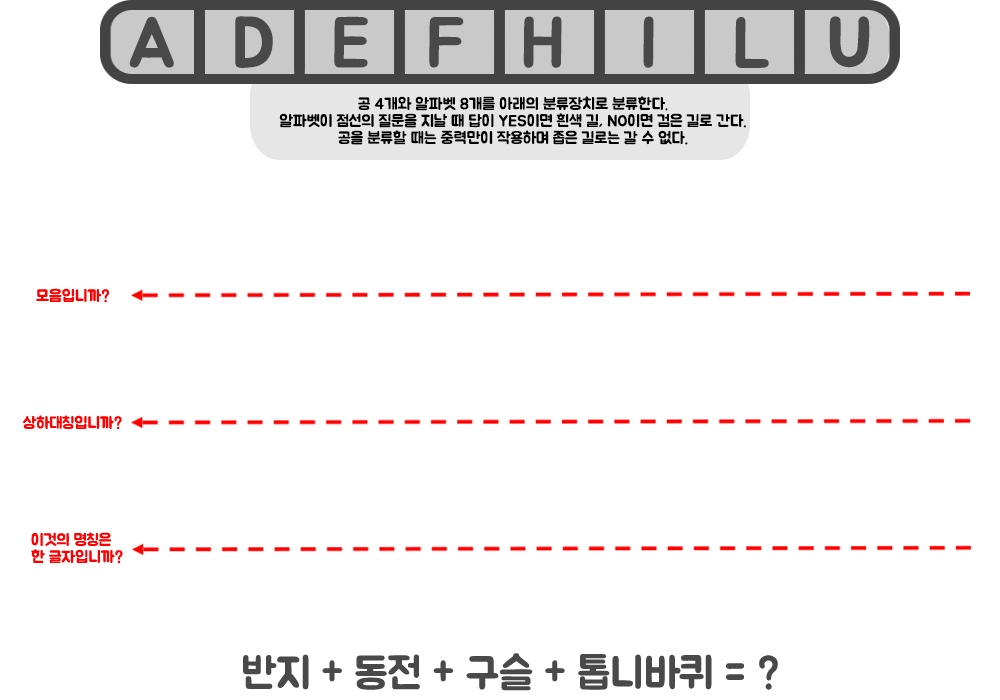 A D E F H I L U
공 4개와 알파벳 8개를 아래의 분류장치로 분류한다.
알파벳이 점선의 질문을 지날 때 답이 YES이면 흰색 길, NO이면 검은 길로 간다.
공을 분류할 때는 중력만이 작용하며 좁은 길로는 갈 수 없다.
모음입니까?
상하대칭입니까?
이것의 명칭은
한 글자입니까?
반지 + 동전 + 구슬 + 톱니바퀴 = ?